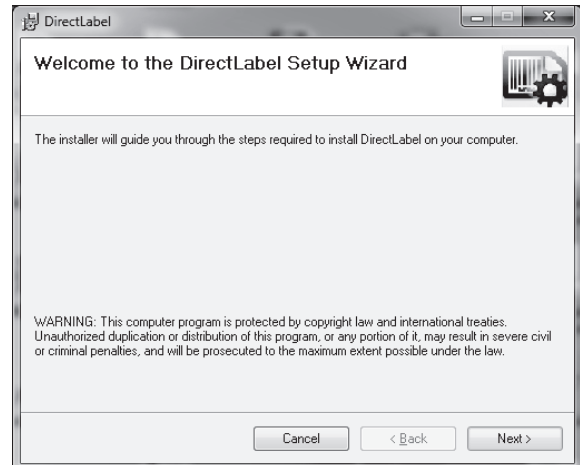 DirectLabel
Welcome to the DirectLabel Setup Wizard
The installer will guide you through the steps required to install DirectLabel on your computer.
WARNING: This computer program is protected by copyright law and international treaties.
Unauthorized duplication or distribution of this program, or any portion of it, may result in severe civil
or criminal penalties, and will be prosecuted to the maximum extent possible under the law.
Cancel
< Back
Next >